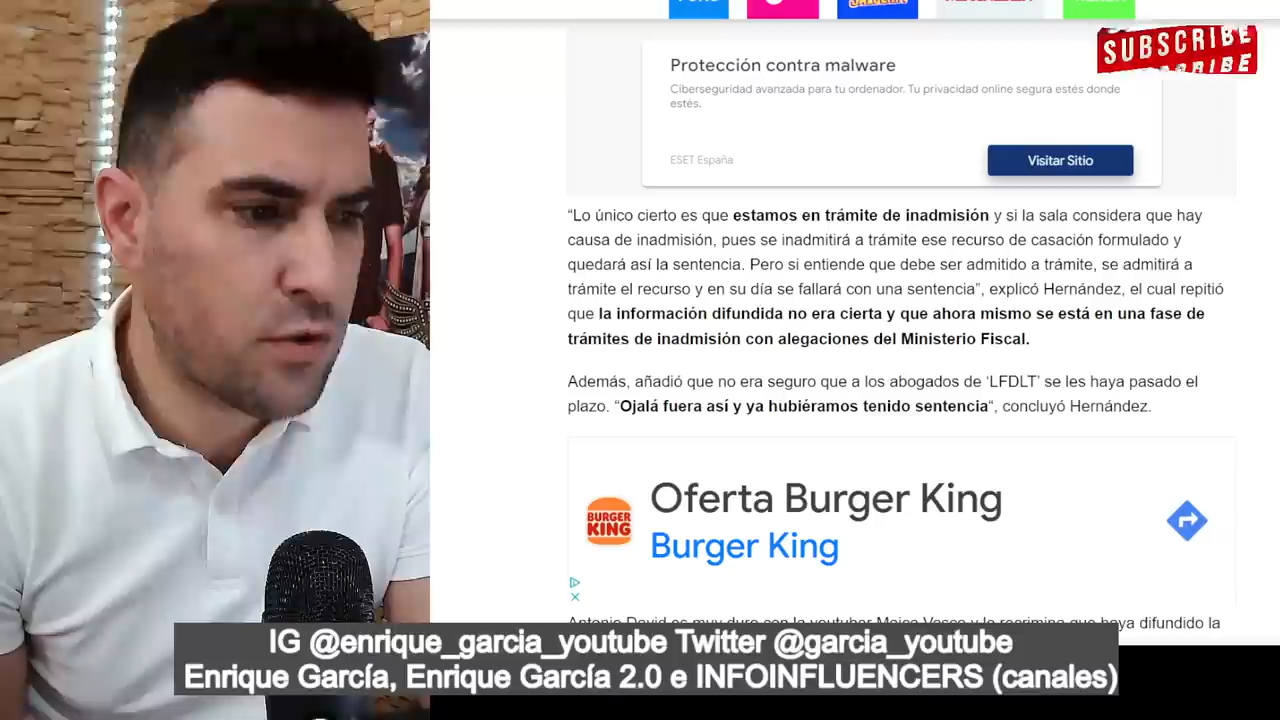 SUBSCRIBE
Protección contra malware
Ciberseguridad avanzada para tu ordenador. Tu privacidad online segura estés donde
estés.
ESET España
Visitar Sitio
“Lo único cierto es que estamos en trámite de inadmisión y si la sala considera que hay
causa de inadmisión, pues se inadmitirá a trámite ese recurso de casación formulado y
quedará así la sentencia. Pero si entiende que debe ser admitido a trámite, se admitirá a
trámite el recurso y en su día se fallará con una sentencia”, explicó Hernández, el cual repitió
que la información difundida no era cierta y que ahora mismo se está en una fase de
trámites de inadmisión con alegaciones del Ministerio Fiscal.
Además, añadió que no era seguro que a los abogados de ‘LFDLT’ se les haya pasado el
plazo. “Ojalá fuera así y ya hubiéramos tenido sentencia“, concluyó Hernández.
BURGER
KING
Oferta Burger King
Burger King
IG @enrique_garcia_youtube Twitter @garcia_youtube
Enrique García, Enrique García 2.0 e INFOINFLUENCERS (canales)